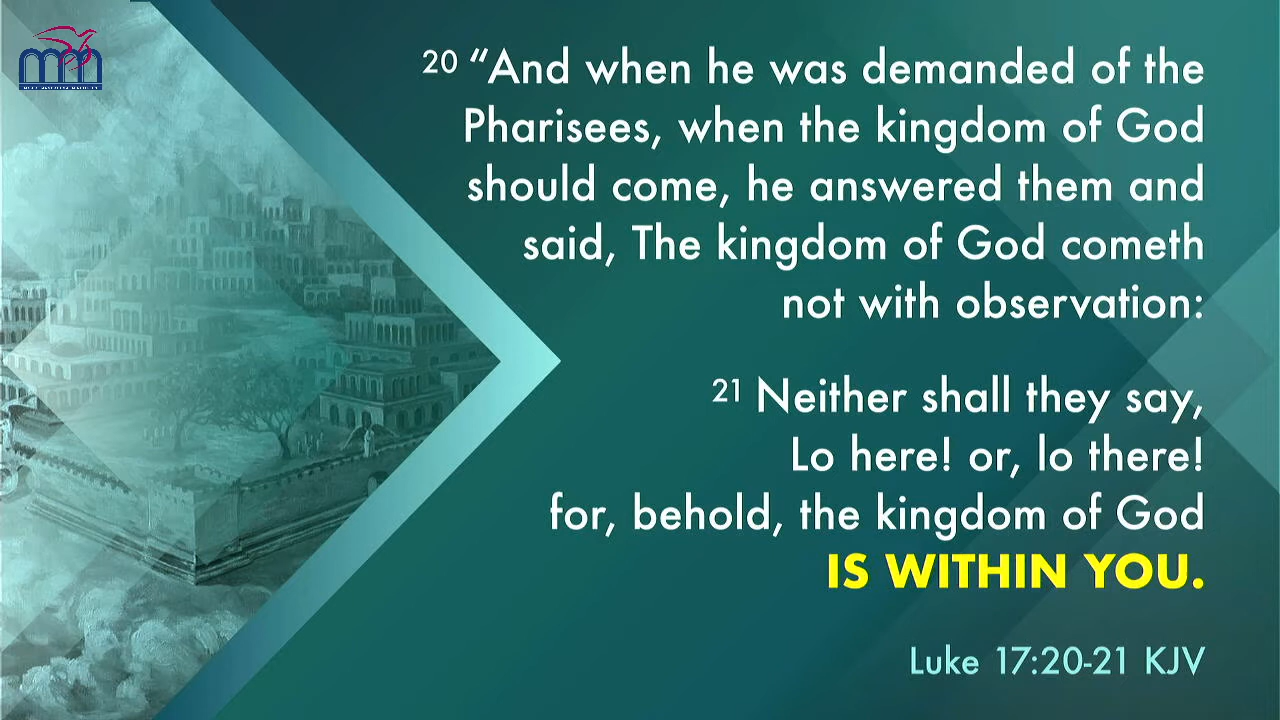 20 “And when he was demanded of the
Pharisees, when the kingdom of God
should come, he answered them and
said, The kingdom of God cometh
not with observation:
21 Neither shall they say,
Lo here! or, lo there!
for, behold, the kingdom of God
IS WITHIN YOU.
Luke 17:20-21 KJV